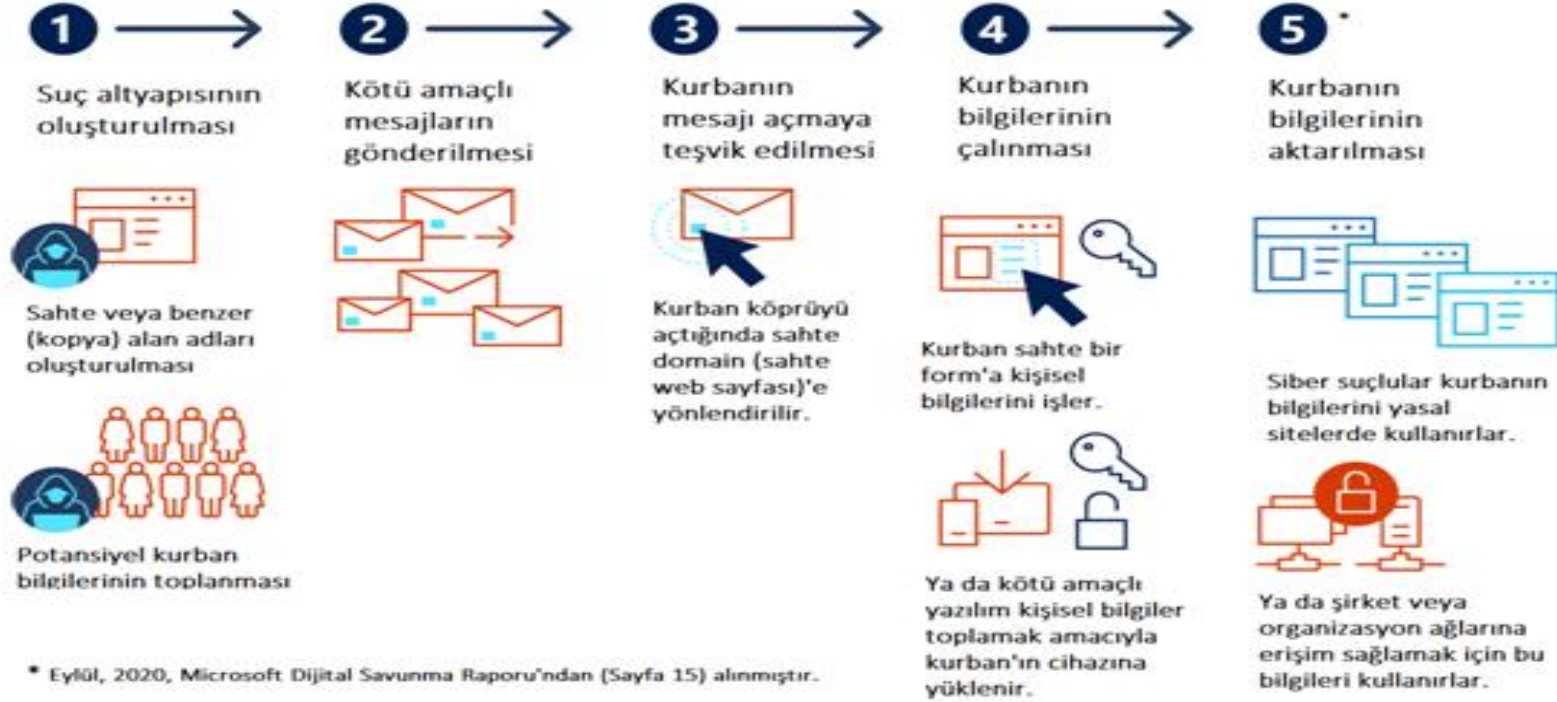 1
Suç altyapısının
oluşturulması
Sahte veya benzer
(kopya) alan adları
oluşturulması
Potansiyel kurban
bilgilerinin toplanması
2
Kötü amaçlı
mesajların
gönderilmesi
3
Kurbanın
mesajı açmaya
teşvik edilmesi
Kurban köprüyü
açtığında sahte
domain (sahte
web sayfası)'e
yönlendirilir.
4
Kurbanın
bilgilerinin
çalınması
Kurban sahte bir
form'a kişisel
bilgilerini işler.
Ya da kötü amaçlı
yazılım kişisel bilgiler
toplamak amacıyla
kurban'ın cihazına
yüklenir.
5 *
Kurbanın
bilgilerinin
aktarılması
Siber suçlular kurbanın
bilgilerini yasal
sitelerde kullanırlar.
Ya da şirket veya
organizasyon ağlarına
erişim sağlamak için bu
bilgileri kullanırlar.
* Eylül, 2020, Microsoft Dijital Savunma Raporu'ndan (Sayfa 15) alınmıştır.